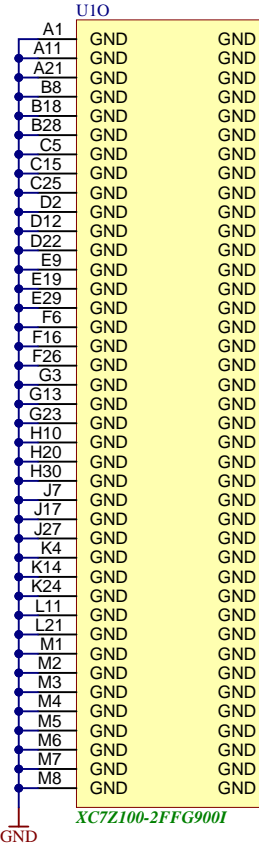 U1O
A1 GND GND
A11 GND GND
A21 GND GND
B8 GND GND
B18 GND GND
B28 GND GND
C5 GND GND
C15 GND GND
C25 GND GND
D2 GND GND
D12 GND GND
D22 GND GND
E9 GND GND
E19 GND GND
E29 GND GND
F6 GND GND
F16 GND GND
F26 GND GND
G3 GND GND
G13 GND GND
G23 GND GND
H10 GND GND
H20 GND GND
H30 GND GND
J7 GND GND
J17 GND GND
J27 GND GND
K4 GND GND
K14 GND GND
K24 GND GND
L11 GND GND
L21 GND GND
M1 GND GND
M2 GND GND
M3 GND GND
M4 GND GND
M5 GND GND
M6 GND GND
M7 GND GND
M8 GND GND
XC7Z100-2FFG900I
GND